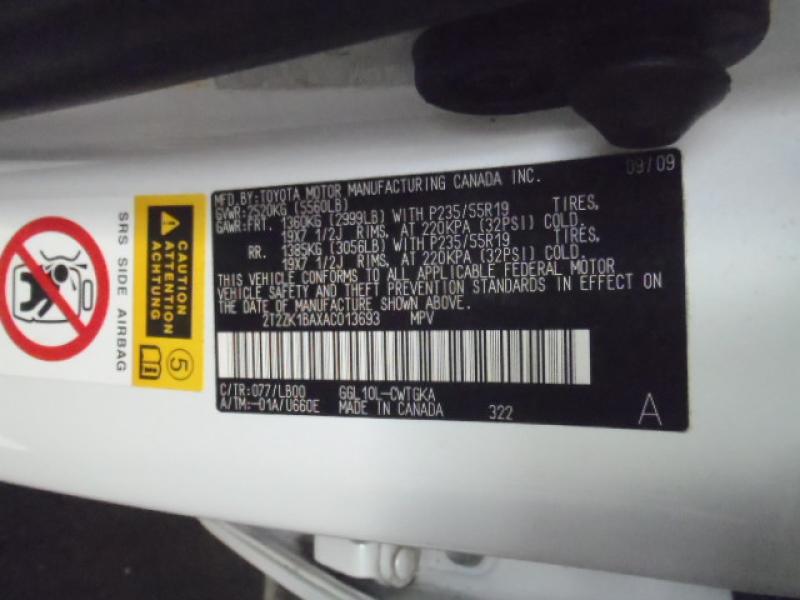 SRS SIDE AIRBAG
CAUTION
ATTENTION
ACHTUNG
5
09/09
MFD.BY:TOYOTA MOTOR MANUFACTURING CANADA INC.
GVWR:2520KG (5560LB)
GAWR:FRT. 1360KG (2999LB) WITH P235/55R19 TIRES,
19X7 1/2J RIMS, AT 220KPA (32PSI) COLD.
RR. 1385KG (3056LB) WITH P235/55R19 TIRES,
19X7 1/2J RIMS, AT 220KPA (32PSI) COLD.
THIS VEHICLE CONFORMS TO ALL APPLICABLE FEDERAL MOTOR
VEHICLE SAFETY AND THEFT PREVENTION STANDARDS IN EFFECT ON
THE DATE OF MANUFACTURE SHOWN ABOVE.
2T2ZK1BAXAC013693 MPV
C/TR:077/LB00 GGL10L-CWTGKA
A/TM:-01A/U660E MADE IN CANADA 322
A